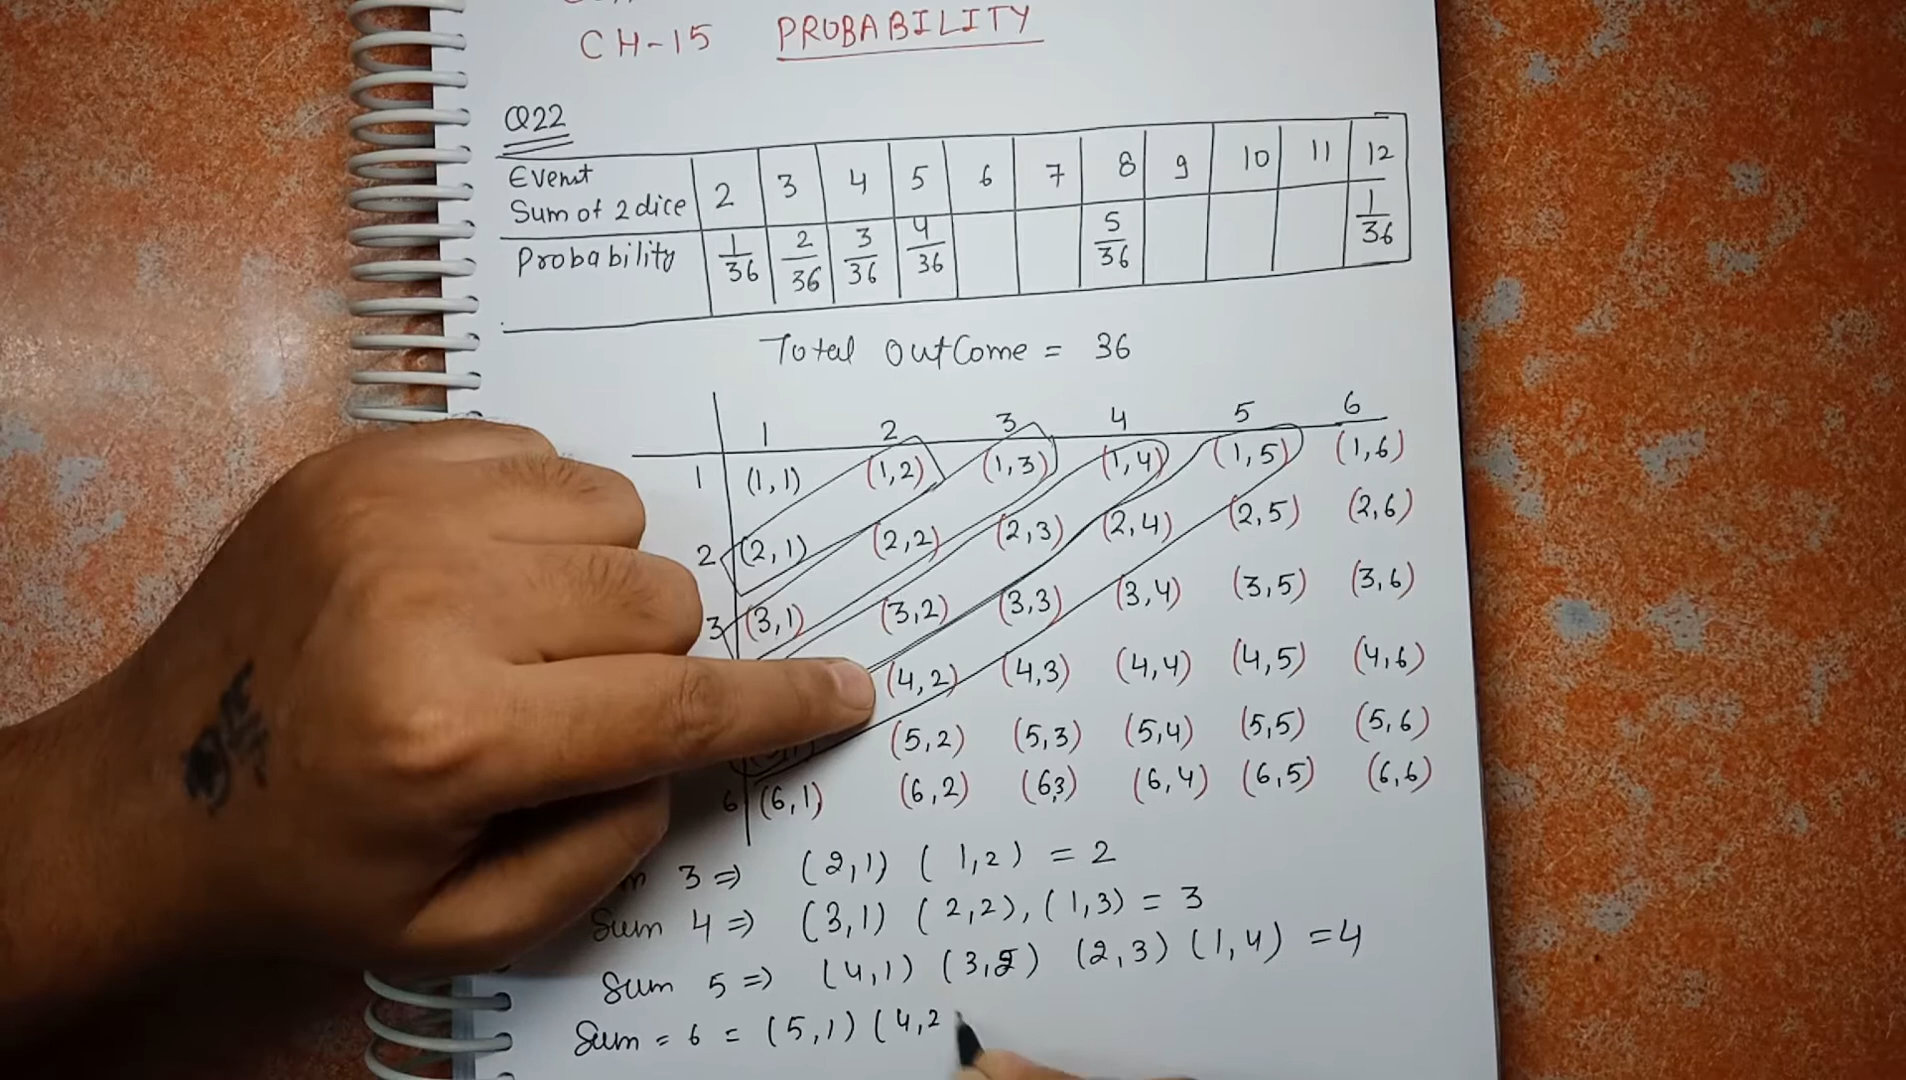 CH-15 PROBABILITY
Q22
Event 2 3 4 5 6 7 8 9 10 11 12
Sum of 2 dice
Probability 1/36 2/36 3/36 4/36 5/36 1/36
Total Outcome = 36
1 2 3 4 5 6
1 (1,1) (1,2) (1,3) (1,4) (1,5) (1,6)
2 (2,1) (2,2) (2,3) (2,4) (2,5) (2,6)
3 (3,1) (3,2) (3,3) (3,4) (3,5) (3,6)
(4,2) (4,3) (4,4) (4,5) (4,6)
(5,2) (5,3) (5,4) (5,5) (5,6)
6 (6,1) (6,2) (6,3) (6,4) (6,5) (6,6)
3 ⇒ (2,1) (1,2) = 2
Sum 4 ⇒ (3,1) (2,2), (1,3) = 3
Sum 5 ⇒ (4,1) (3,2) (2,3) (1,4) = 4
Sum = 6 = (5,1) (4,2